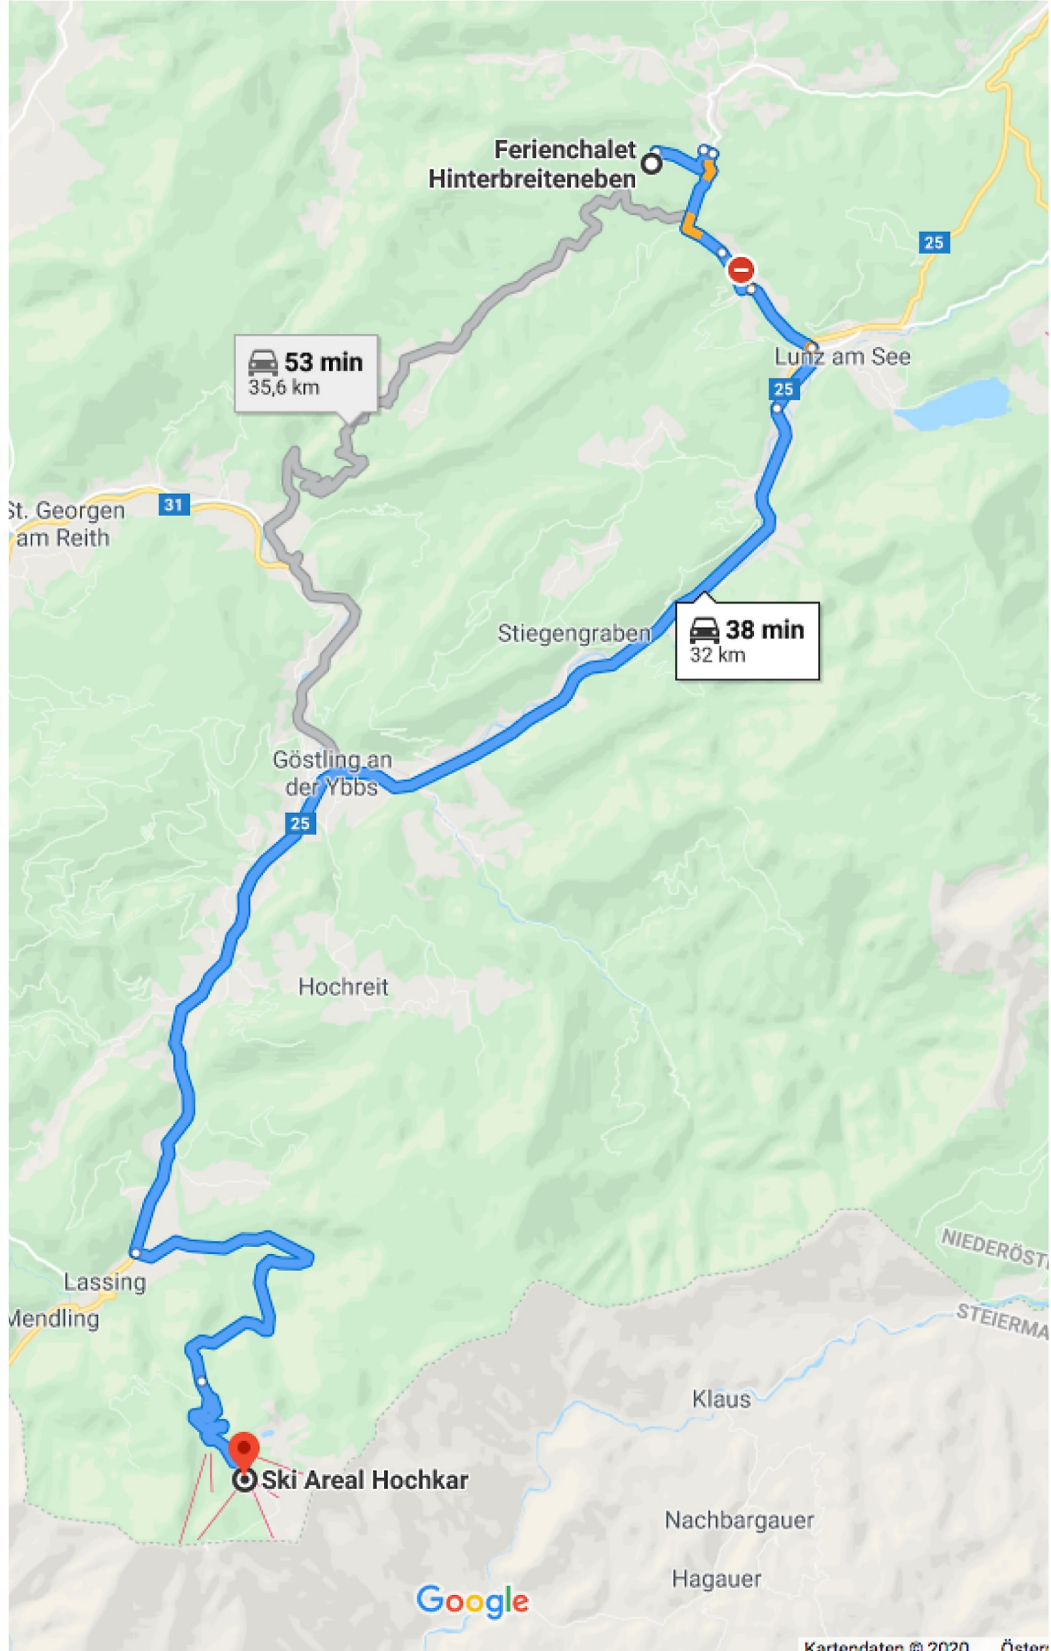 Ferienchalet
Hinterbreiteneben
25
53 min
35,6 km
Lunz am See
25
31
St. Georgen
am Reith
38 min
32 km
Stiegengraben
Göstling an
der Ybbs
25
Hochreit
NIEDERÖST
Lassing
Mendling
STEIERMA
Klaus
Ski Areal Hochkar
Nachbargauer
Hagauer
Google
Kartendaten © 2020 Österr